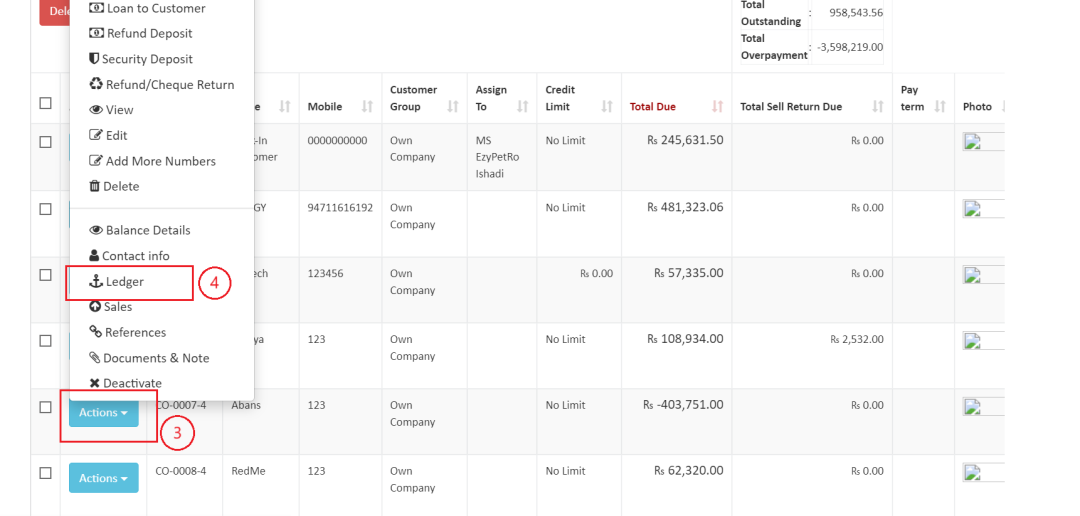 Total
Outstanding : 958,543.56
Total
Overpayment : -3,598,219.00
Loan to Customer
Refund Deposit
Security Deposit
Refund/Cheque Return
View
Edit
Add More Numbers
Delete
Balance Details
Contact info
Ledger
4
Sales
References
Documents & Note
Deactivate
Mobile
Customer
Group
Assign
To
Credit
Limit
Total Due
Total Sell Return Due
Pay
term
Photo
0000000000
Own
Company
MS
EzyPetRo
Ishadi
No Limit
₨ 245,631.50
₨ 0.00
94711616192
Own
Company
No Limit
₨ 481,323.06
₨ 0.00
123456
Own
Company
₨ 0.00
₨ 57,335.00
₨ 0.00
123
Own
Company
No Limit
₨ 108,934.00
₨ 2,532.00
Actions
3
CO-0007-4
Abans
123
Own
Company
No Limit
₨ -403,751.00
₨ 0.00
Actions
CO-0008-4
RedMe
123
Own
Company
No Limit
₨ 62,320.00
₨ 0.00